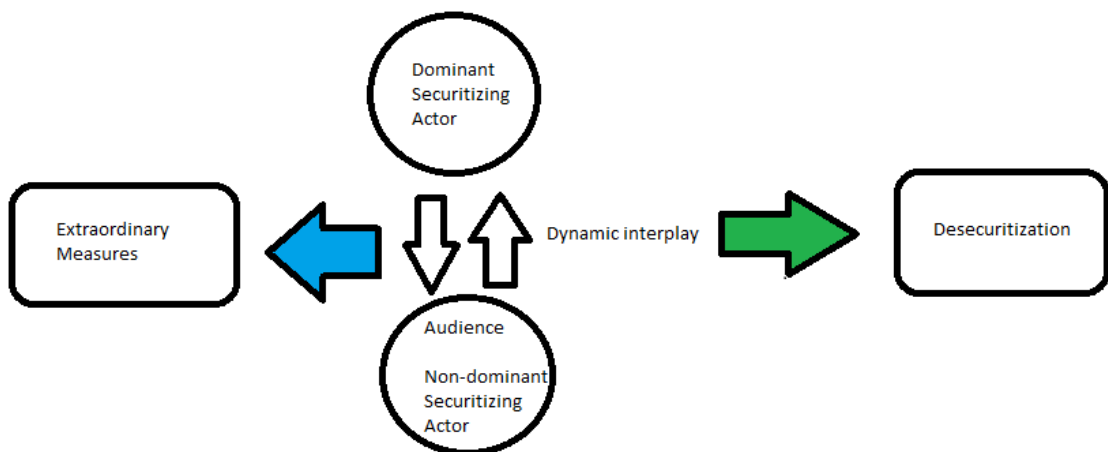 Dominant
Securitizing
Actor
Extraordinary
Measures
Dynamic interplay
Desecuritization
Audience
Non-dominant
Securitizing
Actor